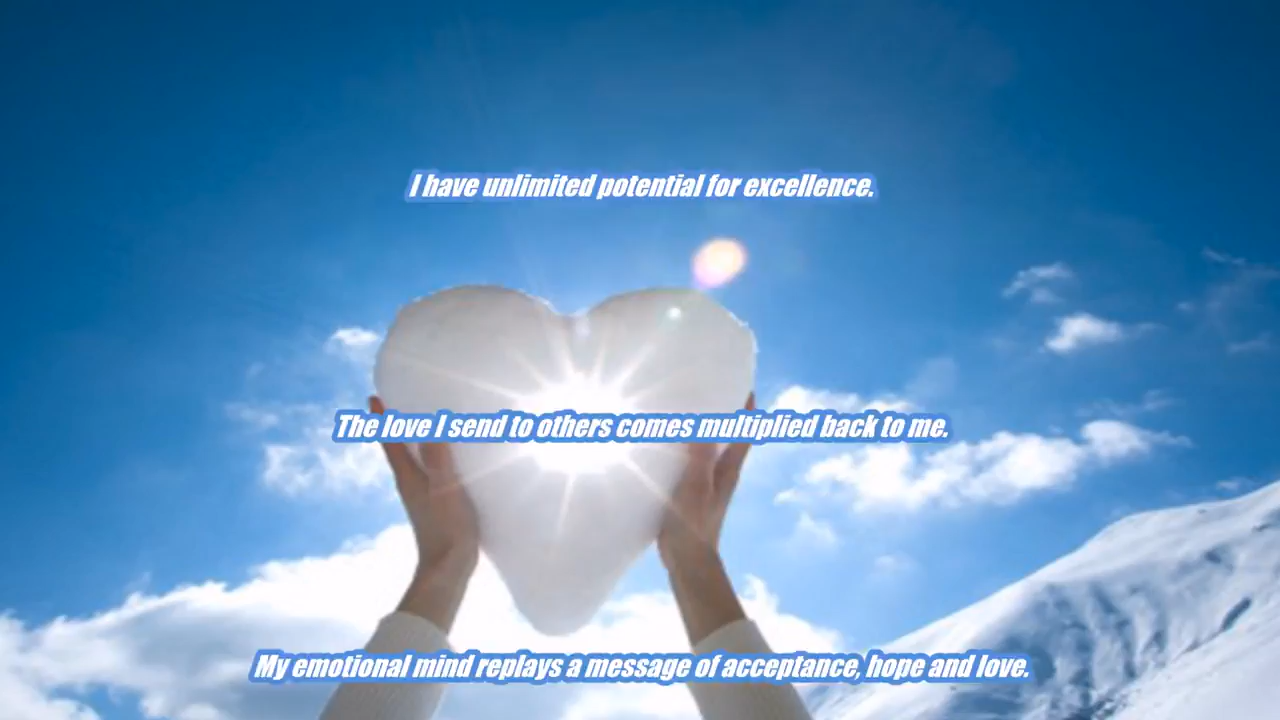 I have unlimited potential for excellence.
The love I send to others comes multiplied back to me.
My emotional mind replays a message of acceptance, hope and love.